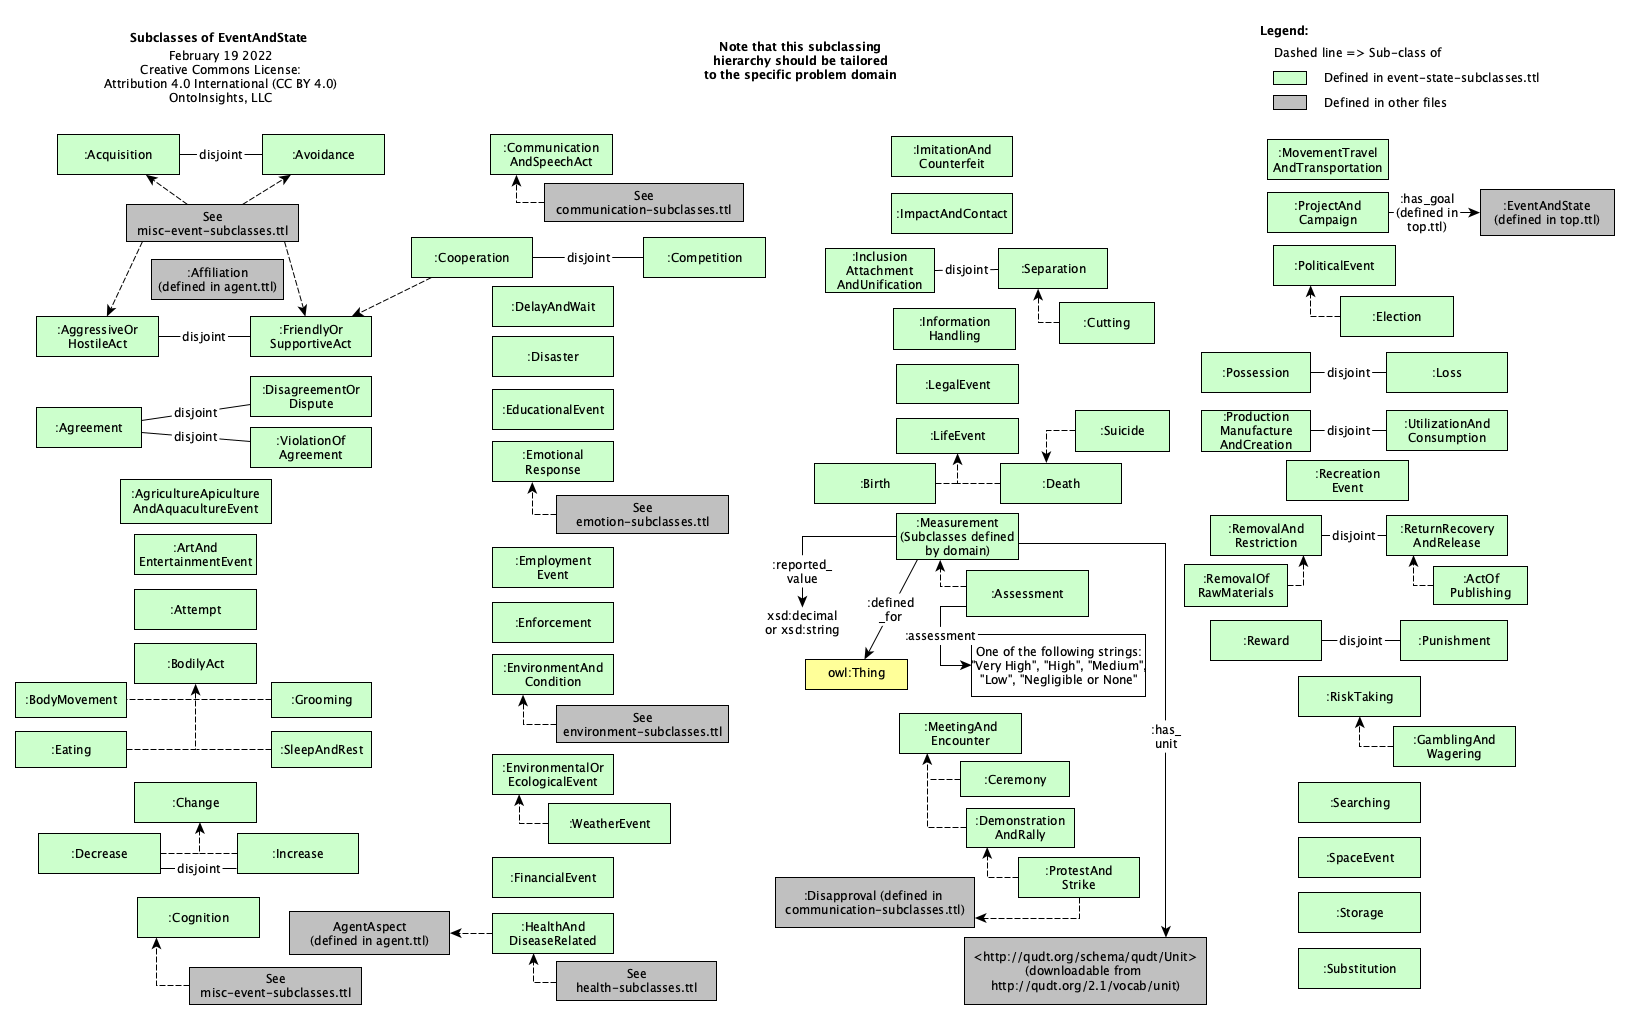 Subclasses of EventAndState
February 19 2022
Creative Commons License:
Attribution 4.0 International (CC BY 4.0)
OntoInsights, LLC
Note that this subclassing
hierarchy should be tailored
to the specific problem domain
Legend:
Dashed line => Sub-class of
Defined in event-state-subclasses.ttl
Defined in other files
:Acquisition
disjoint
:Avoidance
See
misc-event-subclasses.ttl
:Affiliation
(defined in agent.ttl)
:AggressiveOr
HostileAct
disjoint
:FriendlyOr
SupportiveAct
:Agreement
disjoint
disjoint
:DisagreementOr
Dispute
:ViolationOf
Agreement
:AgricultureApiculture
AndAquacultureEvent
:ArtAnd
EntertainmentEvent
:Attempt
:BodilyAct
:BodyMovement
:Grooming
:Eating
:SleepAndRest
:Change
:Decrease
disjoint
:Increase
:Cognition
See
misc-event-subclasses.ttl
:Communication
AndSpeechAct
See
communication-subclasses.ttl
:Cooperation
disjoint
:Competition
:DelayAndWait
:Disaster
:EducationalEvent
:Emotional
Response
See
emotion-subclasses.ttl
:Employment
Event
:Enforcement
:EnvironmentAnd
Condition
See
environment-subclasses.ttl
:EnvironmentalOr
EcologicalEvent
:WeatherEvent
:FinancialEvent
AgentAspect
(defined in agent.ttl)
:HealthAnd
DiseaseRelated
See
health-subclasses.ttl
:ImitationAnd
Counterfeit
:ImpactAndContact
:Inclusion
Attachment
AndUnification
disjoint
:Separation
:Cutting
:Information
Handling
:LegalEvent
:LifeEvent
:Suicide
:Birth
:Death
:Measurement
(Subclasses defined
by domain)
:reported_
value
xsd:decimal
or xsd:string
:defined
_for
owl:Thing
:Assessment
:assessment
One of the following strings:
"Very High", "High", "Medium",
"Low", "Negligible or None"
:has_
unit
:MeetingAnd
Encounter
:Ceremony
:Demonstration
AndRally
:ProtestAnd
Strike
:Disapproval (defined in
communication-subclasses.ttl)
<http://qudt.org/schema/qudt/Unit>
(downloadable from
http://qudt.org/2.1/vocab/unit)
:MovementTravel
AndTransportation
:ProjectAnd
Campaign
:has_goal
(defined in
top.ttl)
:EventAndState
(defined in top.ttl)
:PoliticalEvent
:Election
:Possession
disjoint
:Loss
:Production
Manufacture
AndCreation
disjoint
:UtilizationAnd
Consumption
:Recreation
Event
:RemovalAnd
Restriction
disjoint
:ReturnRecovery
AndRelease
:RemovalOf
RawMaterials
:ActOf
Publishing
:Reward
disjoint
:Punishment
:RiskTaking
:GamblingAnd
Wagering
:Searching
:SpaceEvent
:Storage
:Substitution